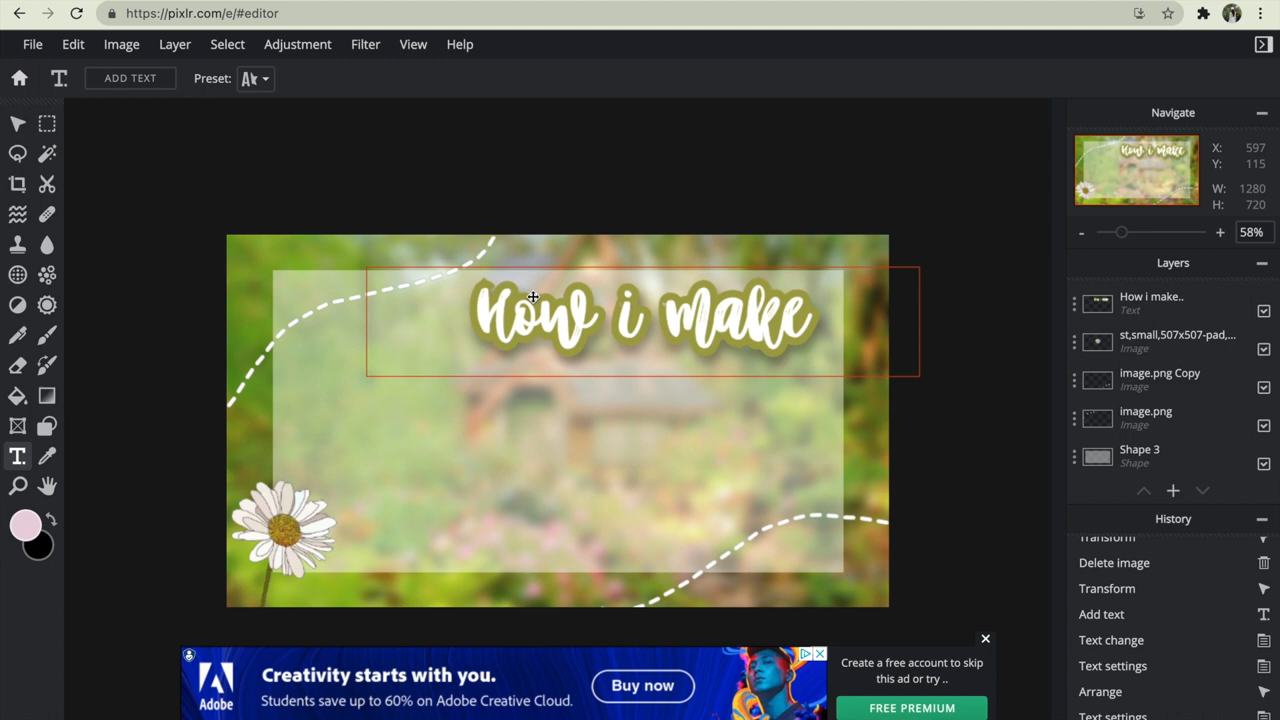 https://pixlr.com/e/#editor
File Edit Image Layer Select Adjustment Filter View Help
T. ADD TEXT Preset: Ak
Navigate
X: 597
Y: 115
W: 1280
H: 720
- + 58%
Layers
How i make..
Text
st,small,507x507-pad,...
Image
image.png Copy
Image
image.png
Image
Shape 3
Shape
History
Transform
Delete image
Transform
Add text T.
Text change
Text settings
Arrange
Text settings
T.
How i make
How i make
Adobe
Creativity starts with you.
Students save up to 60% on Adobe Creative Cloud.
Buy now
Create a free account to skip
this ad or try ..
FREE PREMIUM